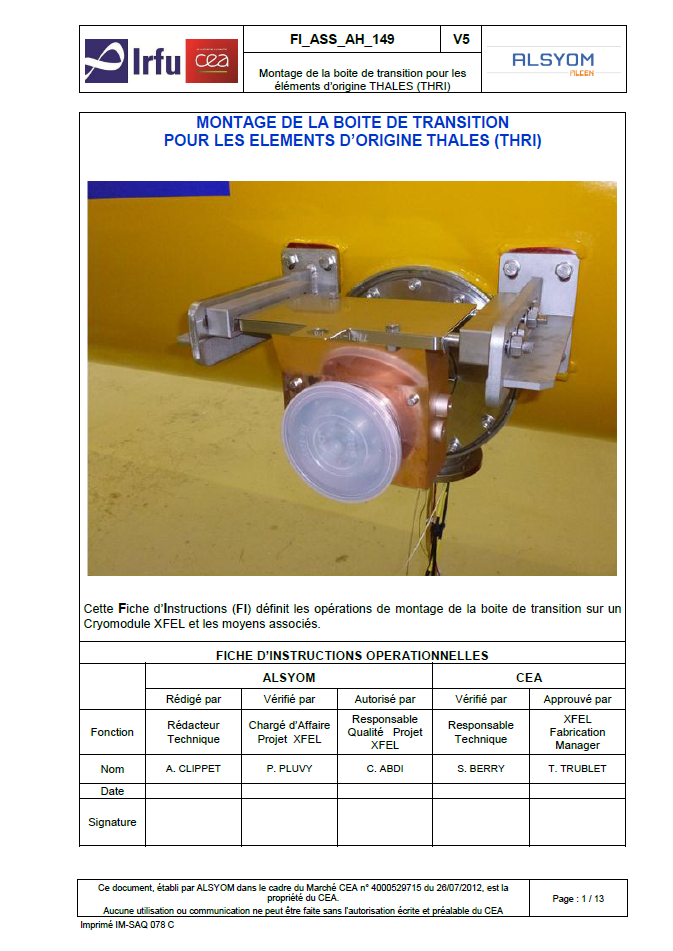 Irfu
cea
FI_ASS_AH_149
V5
Montage de la boite de transition pour les
éléments d'origine THALES (THRI)
ALSYOM
ALCEN
MONTAGE DE LA BOITE DE TRANSITION
POUR LES ELEMENTS D'ORIGINE THALES (THRI)
Cette Fiche d'Instructions (FI) définit les opérations de montage de la boite de transition sur un
Cryomodule XFEL et les moyens associés.
FICHE D'INSTRUCTIONS OPERATIONNELLES
ALSYOM
CEA
Rédigé par
Vérifié par
Autorisé par
Vérifié par
Approuvé par
Fonction
Rédacteur
Technique
Chargé d'Affaire
Projet XFEL
Responsable
Qualité Projet
XFEL
Responsable
Technique
XFEL
Fabrication
Manager
Nom
A. CLIPPET
P. PLUVY
C. ABDI
S. BERRY
T. TRUBLET
Date
Signature
Ce document, établi par ALSYOM dans le cadre du Marché CEA n° 4000529715 du 26/07/2012, est la
propriété du CEA.
Aucune utilisation ou communication ne peut être faite sans l'autorisation écrite et préalable du CEA
Page : 1 / 13
Imprimé IM-SAQ 078 C